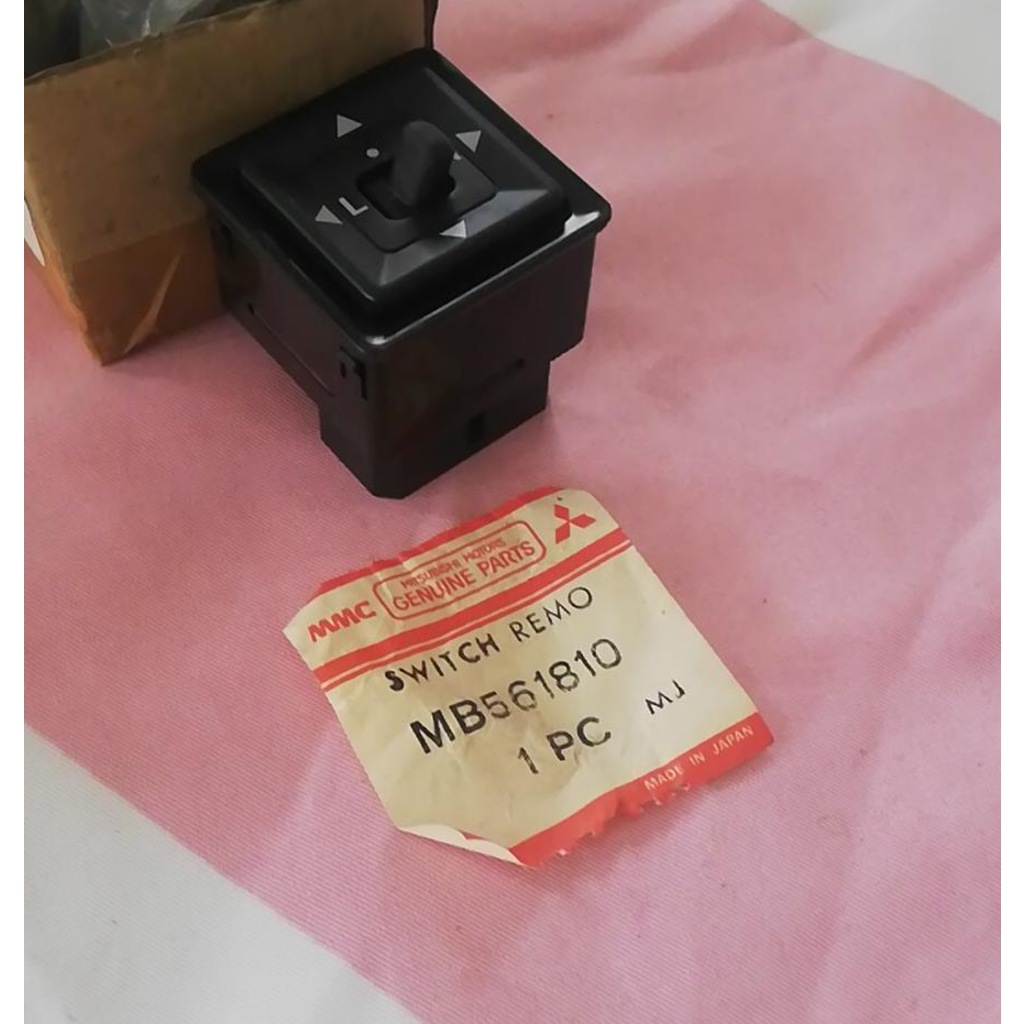 L
MMC
MITSUBISHI MOTORS
GENUINE PARTS
SWITCH REMO
MB561810
1 PC
MJ
MADE IN JAPAN